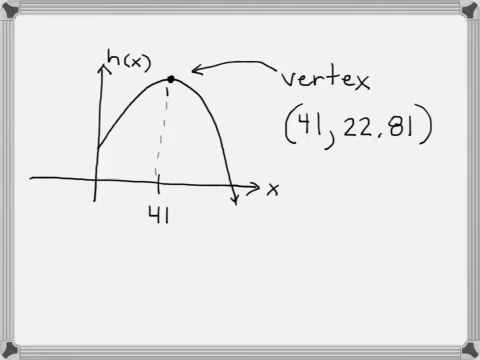 h(x)
vertex
(41, 22.81)
x
41